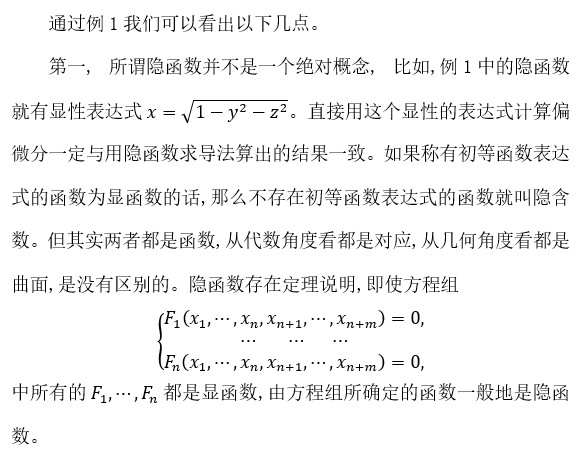 通过例 1 我们可以看出以下几点。
第一， 所谓隐函数并不是一个绝对概念， 比如,例 1 中的隐函数
就有显性表达式 x = √(1 − y² − z²)。直接用这个显性的表达式计算偏
微分一定与用隐函数求导法算出的结果一致。如果称有初等函数表达
式的函数为显函数的话,那么不存在初等函数表达式的函数就叫隐含
数。但其实两者都是函数,从代数角度看都是对应,从几何角度看都是
曲面,是没有区别的。隐函数存在定理说明,即使方程组
F₁(x₁,⋯,xₙ,xₙ₊₁,⋯,xₙ₊ₘ) = 0,
⋯ ⋯ ⋯
Fₙ(x₁,⋯,xₙ,xₙ₊₁,⋯,xₙ₊ₘ) = 0,
中所有的 F₁,⋯,Fₙ 都是显函数,由方程组所确定的函数一般地是隐函
数。